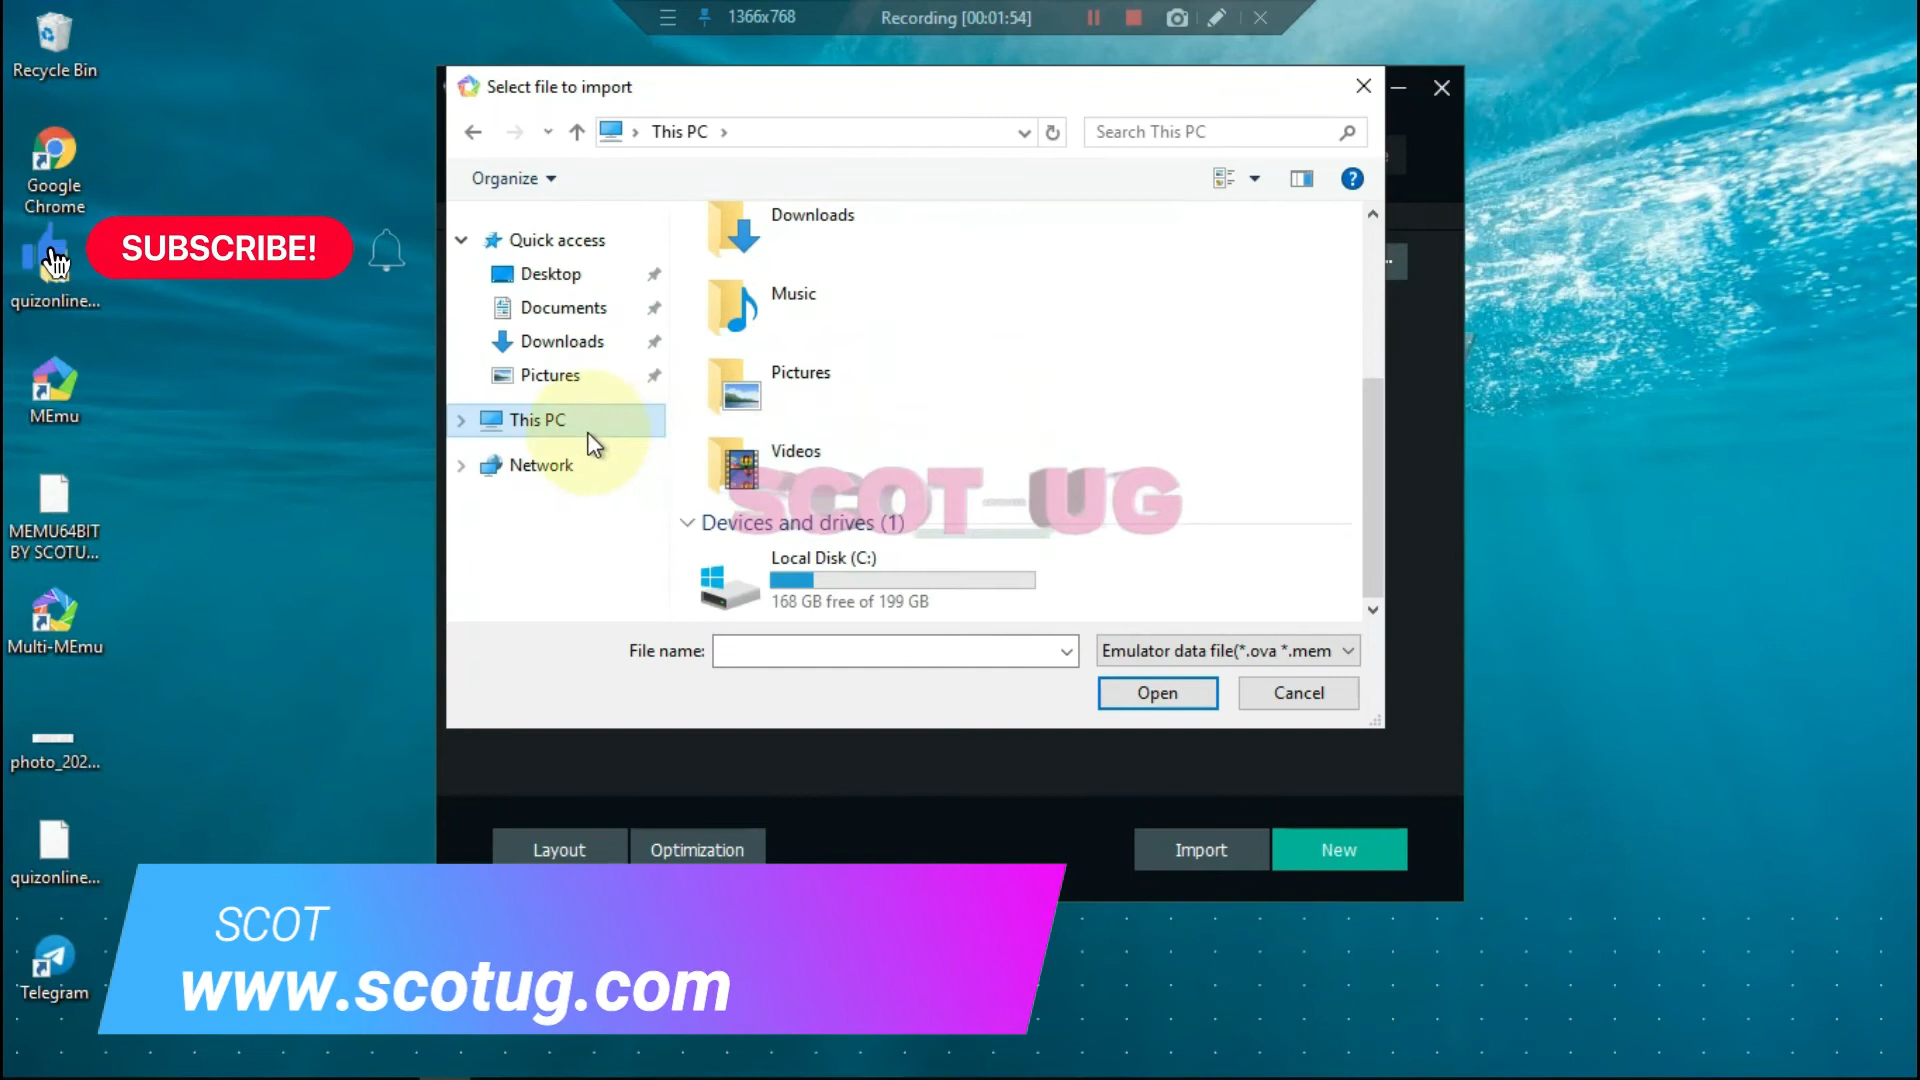 1366x768
Recording [00:01:54]
Recycle Bin
Google
Chrome
SUBSCRIBE!
quizonline...
MEmu
MEMU64BIT
BY SCOTU...
Multi-MEmu
photo_202...
quizonline...
Telegram
Select file to import
This PC
Search This PC
Organize
Quick access
Desktop
Documents
Downloads
Pictures
This PC
Network
Downloads
Music
Pictures
Videos
SCOT-UG
Devices and drives (1)
Local Disk (C:)
168 GB free of 199 GB
File name:
Emulator data file(*.ova *.mem
Open
Cancel
Layout
Optimization
Import
New
SCOT
www.scotug.com